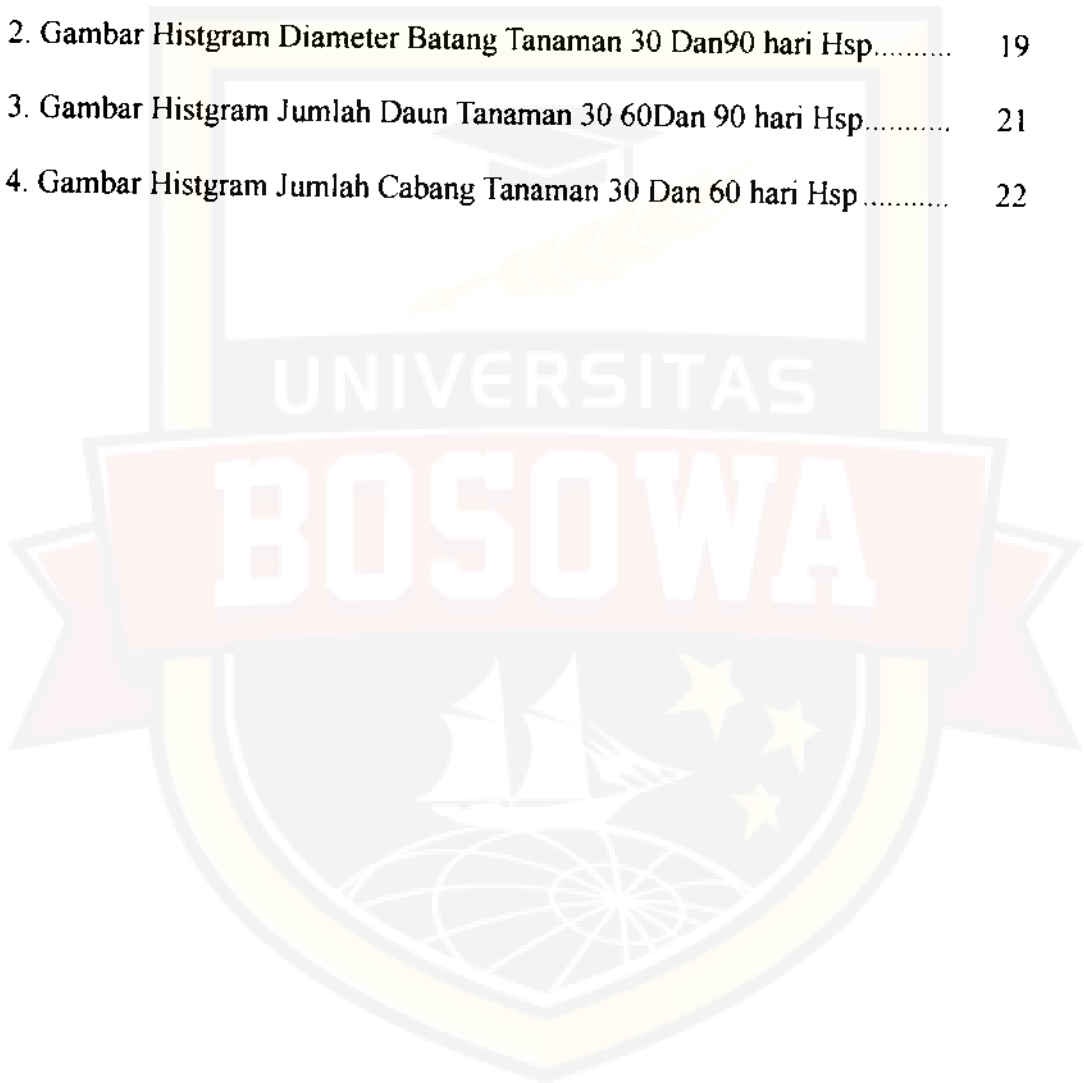 2. Gambar Histgram Diameter Batang Tanaman 30 Dan90 hari Hsp.......... 19
3. Gambar Histgram Jumlah Daun Tanaman 30 60Dan 90 hari Hsp........... 21
4. Gambar Histgram Jumlah Cabang Tanaman 30 Dan 60 hari Hsp........... 22
UNIVERSITAS
BOSOWA